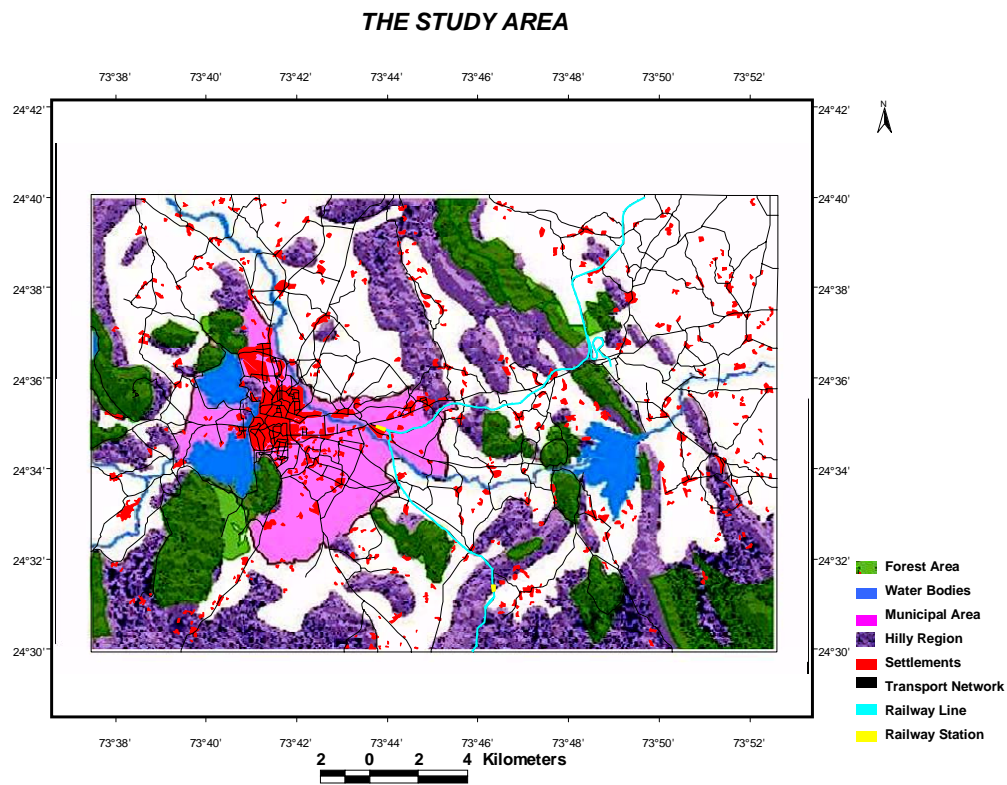 THE STUDY AREA
73°38' 73°40' 73°42' 73°44' 73°46' 73°48' 73°50' 73°52'
24°42' 24°42'
N
24°40' 24°40'
24°38' 24°38'
24°36' 24°36'
24°34' 24°34'
24°32' 24°32'
24°30' 24°30'
Forest Area
Water Bodies
Municipal Area
Hilly Region
Settlements
Transport Network
Railway Line
Railway Station
73°38' 73°40' 73°42' 73°44' 73°46' 73°48' 73°50' 73°52'
2 0 2 4 Kilometers